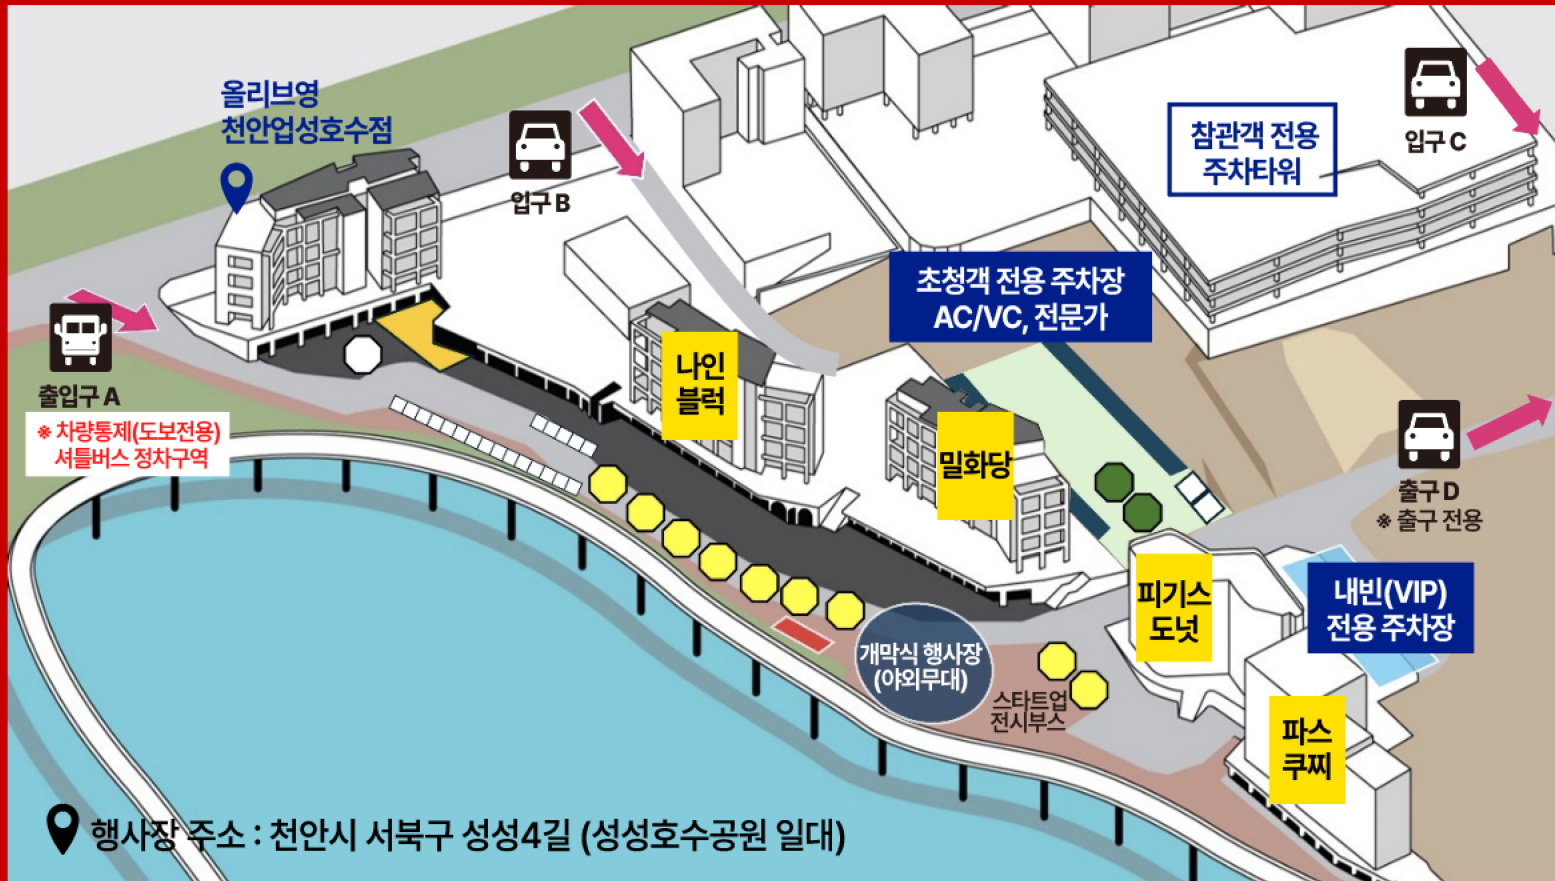 올리브영
천안업성호수점
입구 B
입구 C
참관객 전용
주차타워
초청객 전용 주차장
AC/VC, 전문가
출입구 A
※ 차량통제(도보전용)
셔틀버스 정차구역
나인
블럭
밀화당
출구 D
※ 출구 전용
피기스
도넛
내빈(VIP)
전용 주차장
개막식 행사장
(야외무대)
스타트업
전시부스
파스
쿠찌
행사장 주소 : 천안시 서북구 성성4길 (성성호수공원 일대)